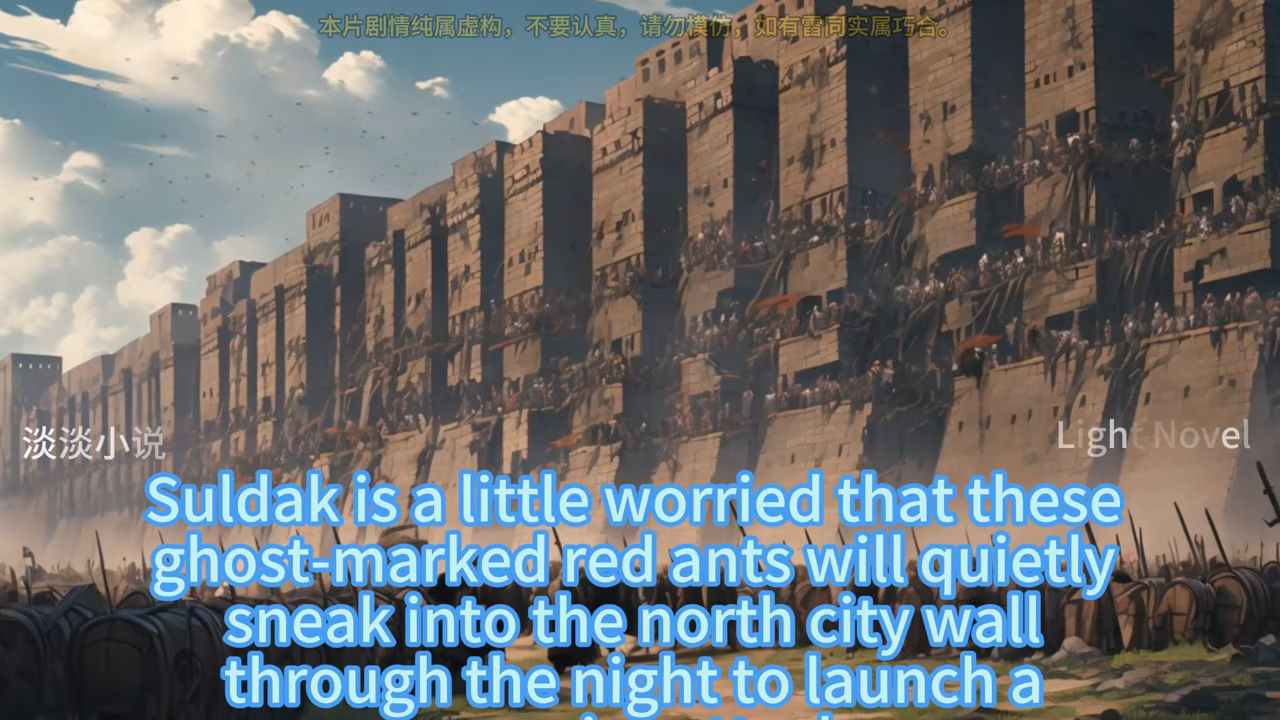 本片剧情纯属虚构，不要认真，请勿模仿，如有雷同实属巧合。
淡淡小说
Light Novel
Suldak is a little worried that these
ghost-marked red ants will quietly
sneak into the north city wall
through the night to launch a